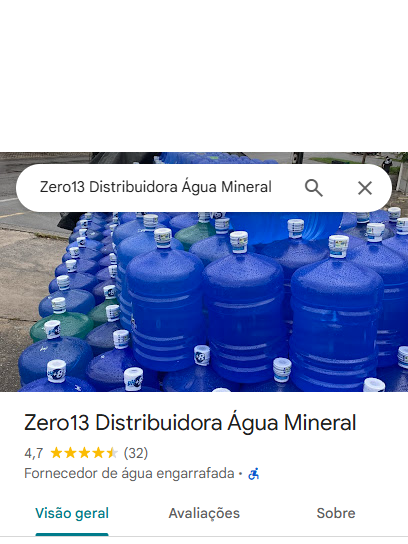 Zero13 Distribuidora Água Mineral
Zero13 Distribuidora Água Mineral
4,7 (32)
Fornecedor de água engarrafada ·
Visão geral Avaliações Sobre